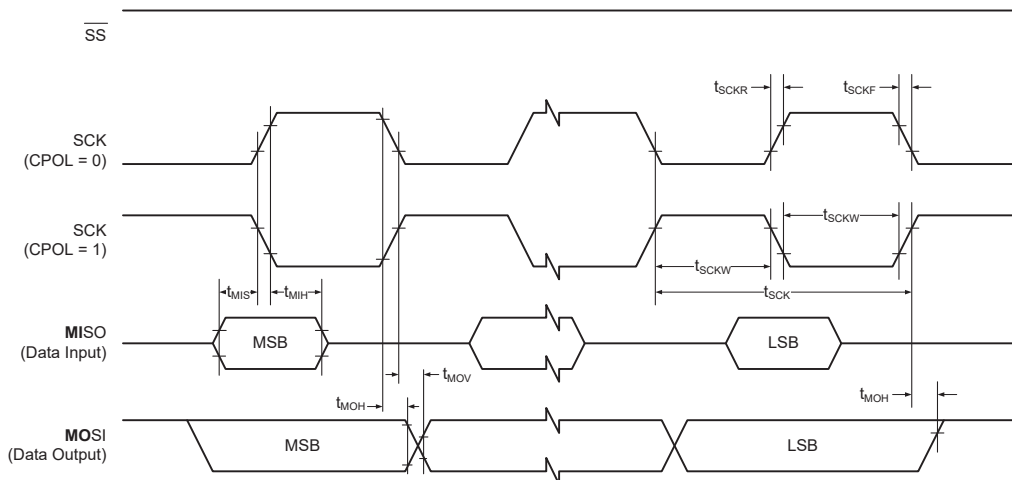 SS
tSCKR
tSCKF
SCK
(CPOL = 0)
SCK
(CPOL = 1)
tSCKW
tSCKW
tSCK
tMIS
tMIH
MISO
(Data Input)
MSB
LSB
tMOV
tMOH
tMOH
MOSI
(Data Output)
MSB
LSB